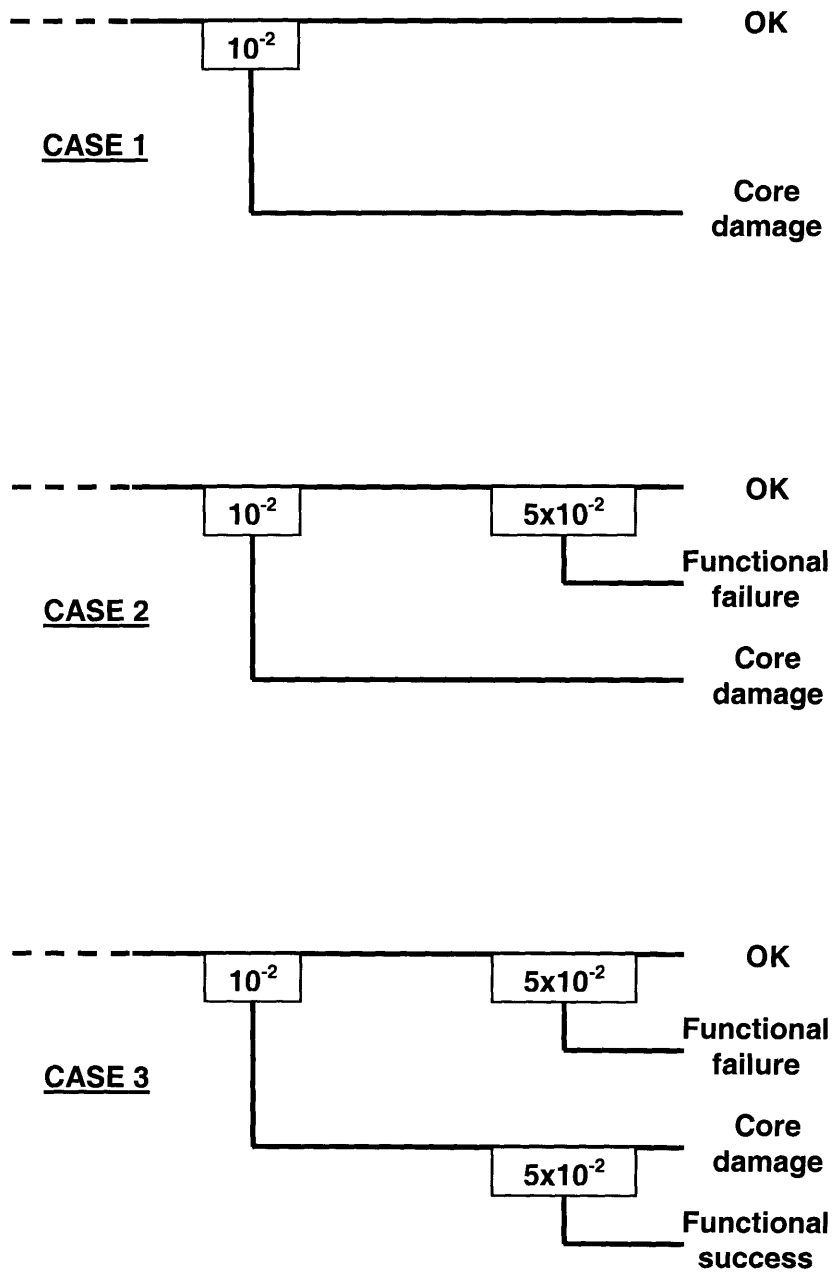 OK
10⁻²
CASE 1
Core
damage
OK
10⁻²
5x10⁻²
Functional
failure
CASE 2
Core
damage
OK
10⁻²
5x10⁻²
Functional
failure
CASE 3
Core
damage
5x10⁻²
Functional
success